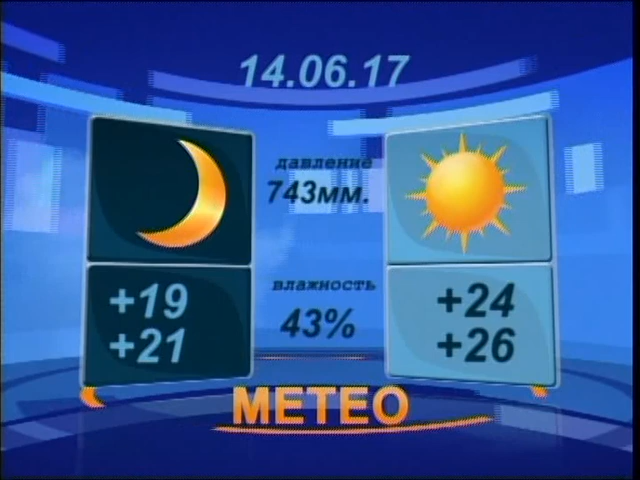 14.06.17
давление
743мм.
+19
+21
влажность
43%
+24
+26
МЕТЕО